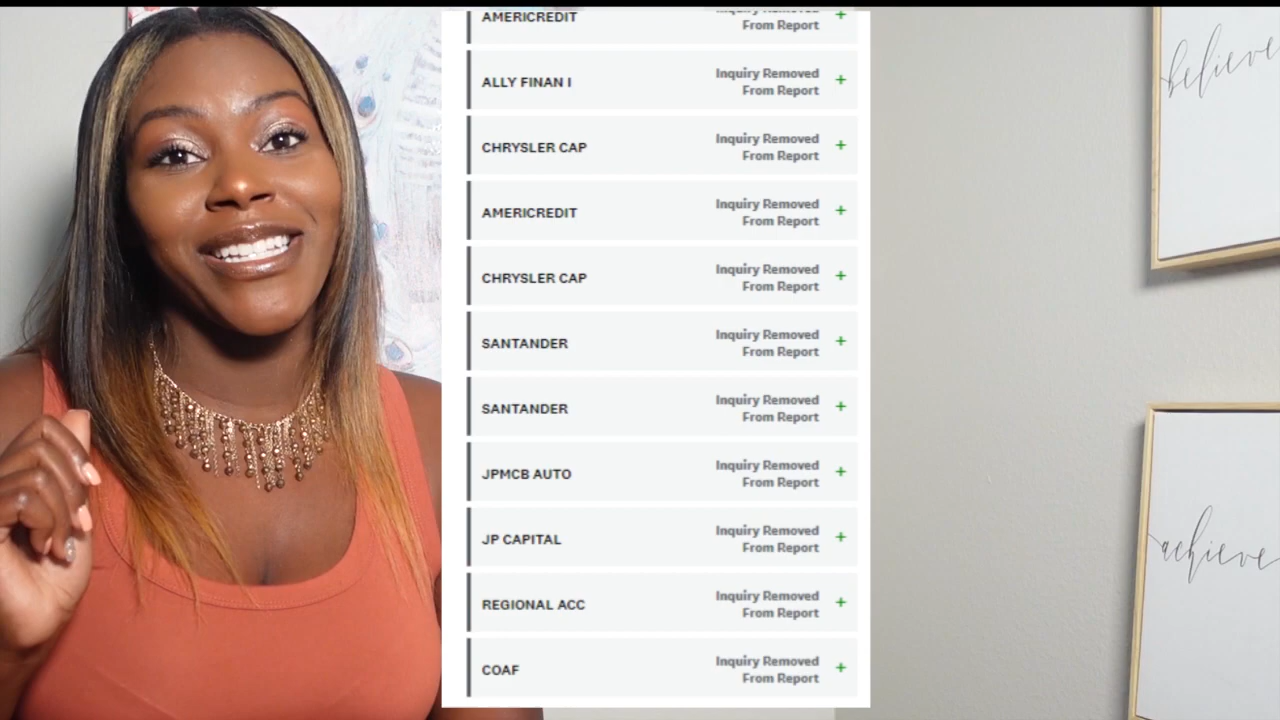 AMERICREDIT
From Report
+
ALLY FINAN I
Inquiry Removed
From Report
+
CHRYSLER CAP
Inquiry Removed
From Report
+
AMERICREDIT
Inquiry Removed
From Report
+
CHRYSLER CAP
Inquiry Removed
From Report
+
SANTANDER
Inquiry Removed
From Report
+
SANTANDER
Inquiry Removed
From Report
+
JPMCB AUTO
Inquiry Removed
From Report
+
JP CAPITAL
Inquiry Removed
From Report
+
REGIONAL ACC
Inquiry Removed
From Report
+
COAF
Inquiry Removed
From Report
+
believe
achieve